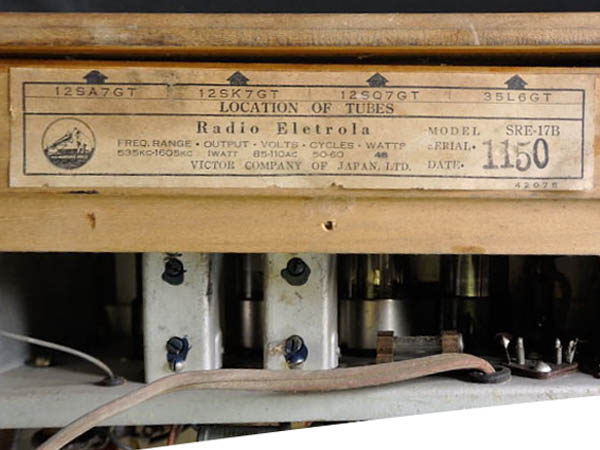 12SA7GT 12SK7GT 12SQ7GT 35L6GT
LOCATION OF TUBES
Radio Eletrola MODEL SRE-17B
FREQ. RANGE • OUTPUT • VOLTS • CYCLES • WATTS SERIAL • 1150
535KC-1605KC 1WATT 85-110AC 50-60 48
VICTOR COMPANY OF JAPAN, LTD. DATE •
42075